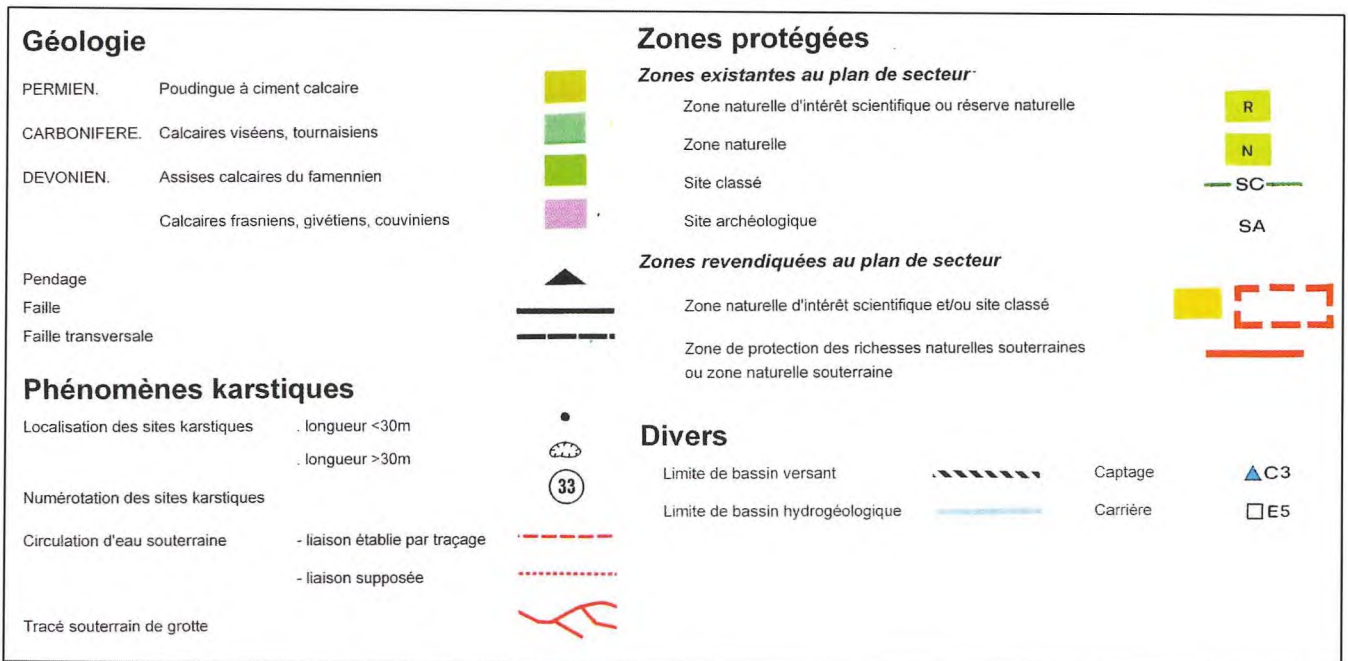 Géologie
PERMIEN. Poudingue à ciment calcaire
CARBONIFERE. Calcaires viséens, tournaisiens
DEVONIEN. Assises calcaires du famennien
Calcaires frasniens, givétiens, couviniens
Pendage
Faille
Faille transversale
Phénomènes karstiques
Localisation des sites karstiques . longueur <30m
. longueur >30m
Numérotation des sites karstiques 33
Circulation d'eau souterraine - liaison établie par traçage
- liaison supposée
Tracé souterrain de grotte
Zones protégées
Zones existantes au plan de secteur
Zone naturelle d'intérêt scientifique ou réserve naturelle R
Zone naturelle N
Site classé SC
Site archéologique SA
Zones revendiquées au plan de secteur
Zone naturelle d'intérêt scientifique et/ou site classé
Zone de protection des richesses naturelles souterraines
ou zone naturelle souterraine
Divers
Limite de bassin versant Captage C3
Limite de bassin hydrogéologique Carrière E5